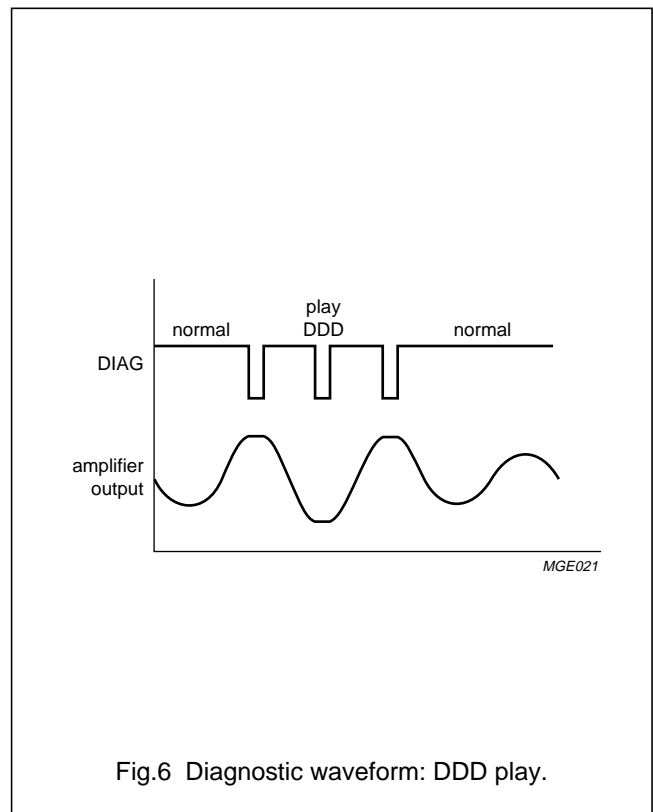 play
normal DDD normal
DIAG
amplifier
output
MGE021
Fig.6 Diagnostic waveform: DDD play.